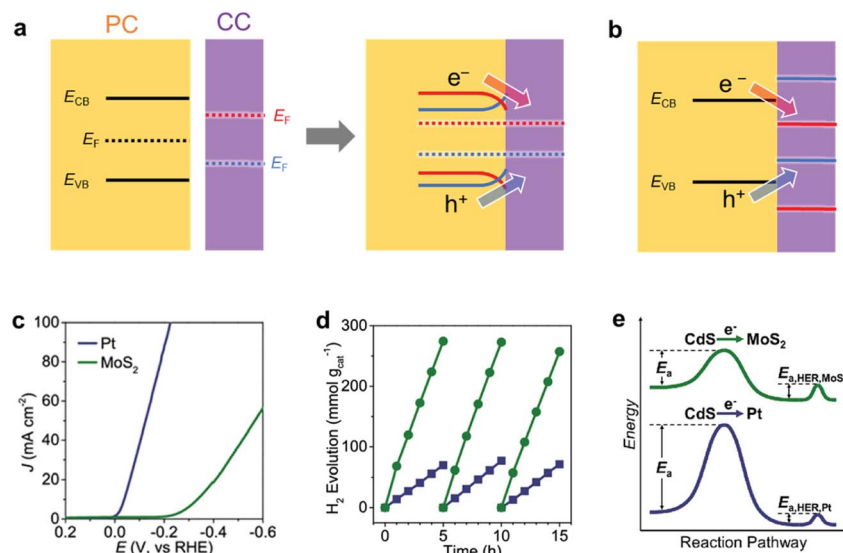 a
PC
CC
E_CB
E_F
E_VB
E_F
E_F
e⁻
h⁺
b
E_CB
E_VB
e⁻
h⁺
c
Pt
MoS₂
100
80
60
40
20
0
J (mA cm⁻²)
0.2 0.0 -0.2 -0.4 -0.6
E (V, vs RHE)
d
300
200
100
0
H₂ Evolution (mmol g_cat⁻¹)
0 5 10 15
Time (h)
e
CdS e⁻ MoS₂
E_a
E_a,HER,MoS
CdS e⁻ Pt
E_a
E_a,HER,Pt
Energy
Reaction Pathway